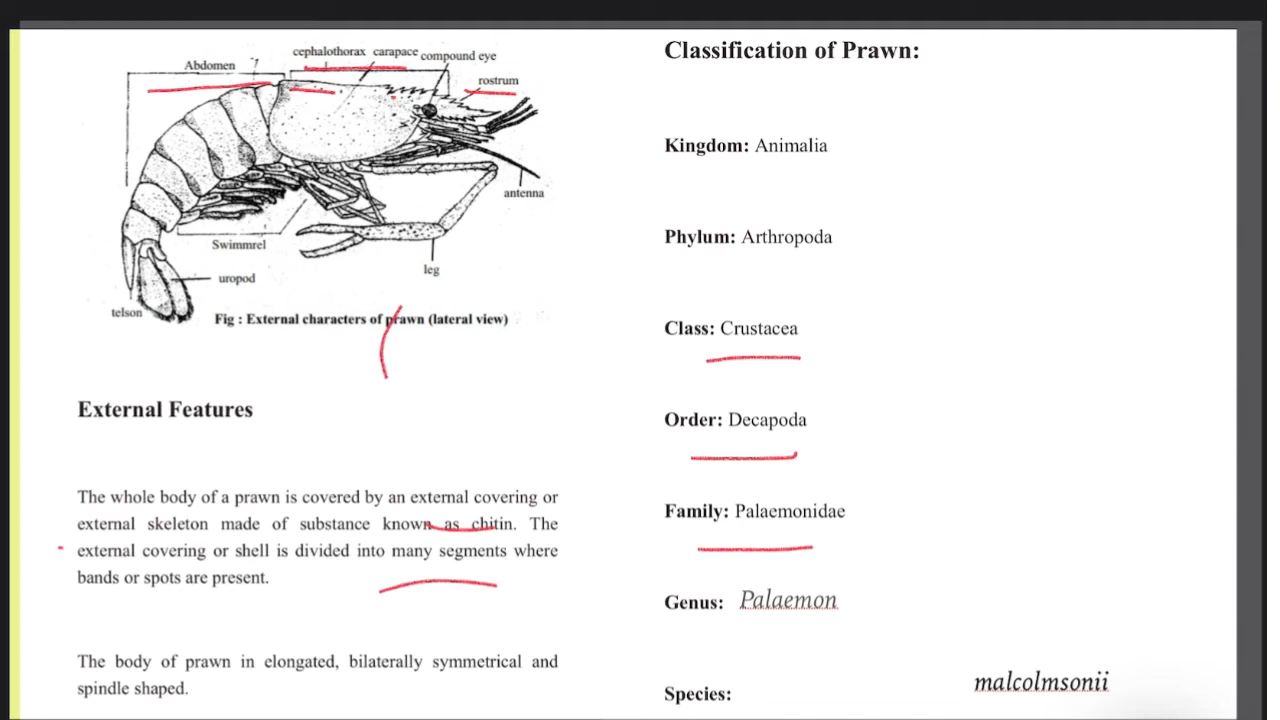 cephalothorax carapace compound eye
Abdomen
rostrum
antenna
Swimmrel
leg
uropod
telson
Fig : External characters of prawn (lateral view)
External Features
The whole body of a prawn is covered by an external covering or
external skeleton made of substance known as chitin. The
external covering or shell is divided into many segments where
bands or spots are present.
The body of prawn in elongated, bilaterally symmetrical and
spindle shaped.
Classification of Prawn:
Kingdom: Animalia
Phylum: Arthropoda
Class: Crustacea
Order: Decapoda
Family: Palaemonidae
Genus: Palaemon
Species: malcolmsonii